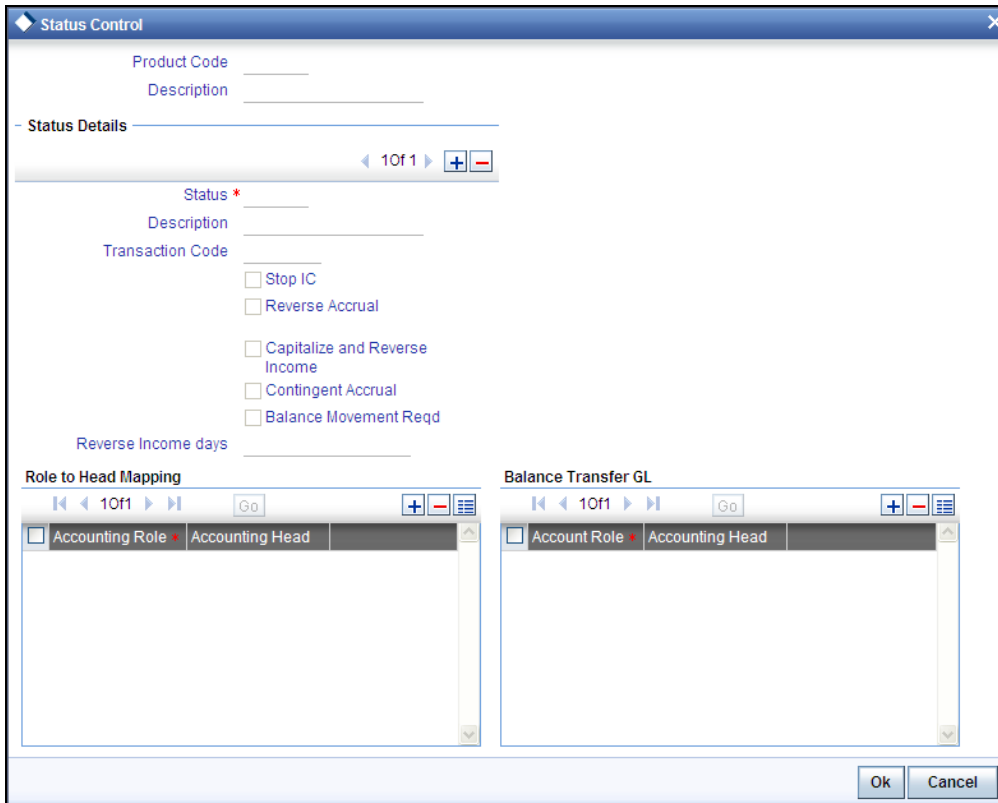 Status Control
Product Code
Description
Status Details
1Of 1
Status *
Description
Transaction Code
Stop IC
Reverse Accrual
Capitalize and Reverse
Income
Contingent Accrual
Balance Movement Reqd
Reverse Income days
Role to Head Mapping
1Of1 Go
Accounting Role * Accounting Head
Balance Transfer GL
1Of1 Go
Account Role * Accounting Head
Ok Cancel